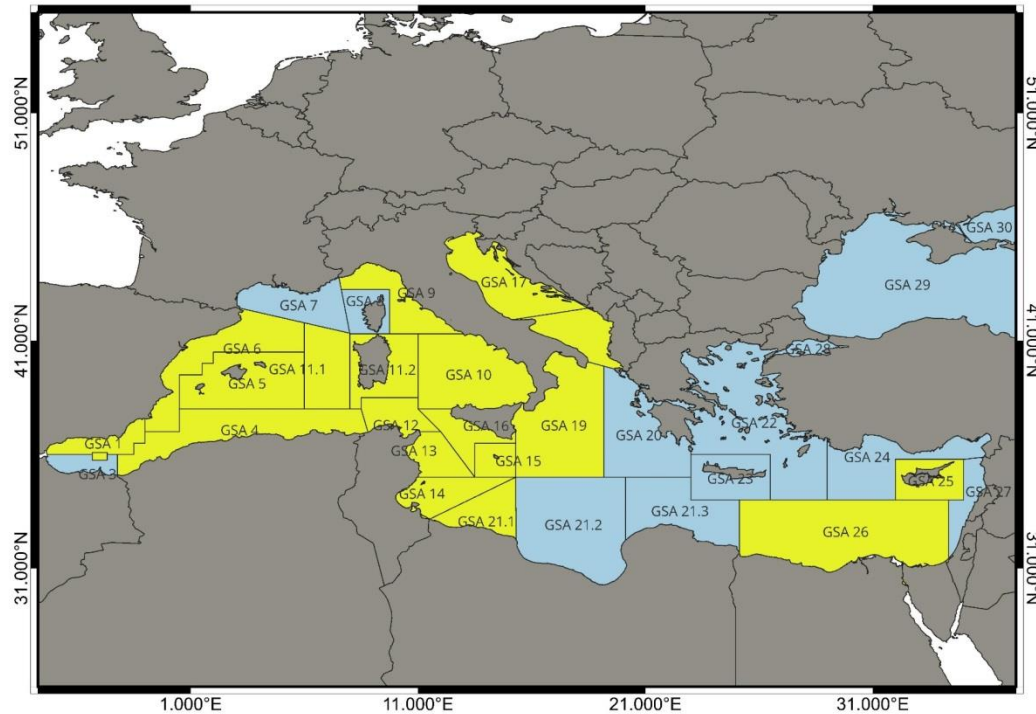 51.000°N
51.000°N
GSA 30
GSA 17
GSA 29
GSA 7
GSA 8
GSA 9
41.000°N
41.000°N
GSA 28
GSA 6
GSA 5
GSA 11.1
GSA 11.2
GSA 10
GSA 1
GSA 4
GSA 12
GSA 16
GSA 19
GSA 20
GSA 22
GSA 24
GSA 3
GSA 13
GSA 15
GSA 23
GSA 25
GSA 27
GSA 14
GSA 21.1
GSA 21.2
GSA 21.3
GSA 26
31.000°N
31.000°N
1.000°E
11.000°E
21.000°E
31.000°E